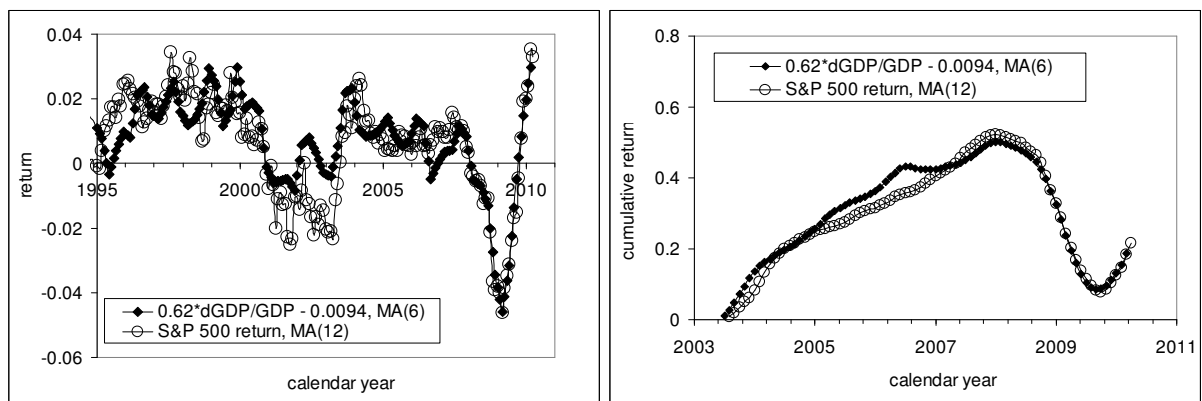 return
0.04
0.02
0
-0.02
-0.04
-0.06
1995
2000
2005
2010
0.62*dGDP/GDP - 0.0094, MA(6)
S&P 500 return, MA(12)
calendar year
cumulative return
0.8
0.6
0.4
0.2
0
0.62*dGDP/GDP - 0.0094, MA(6)
S&P 500 return, MA(12)
2003
2005
2007
2009
2011
calendar year